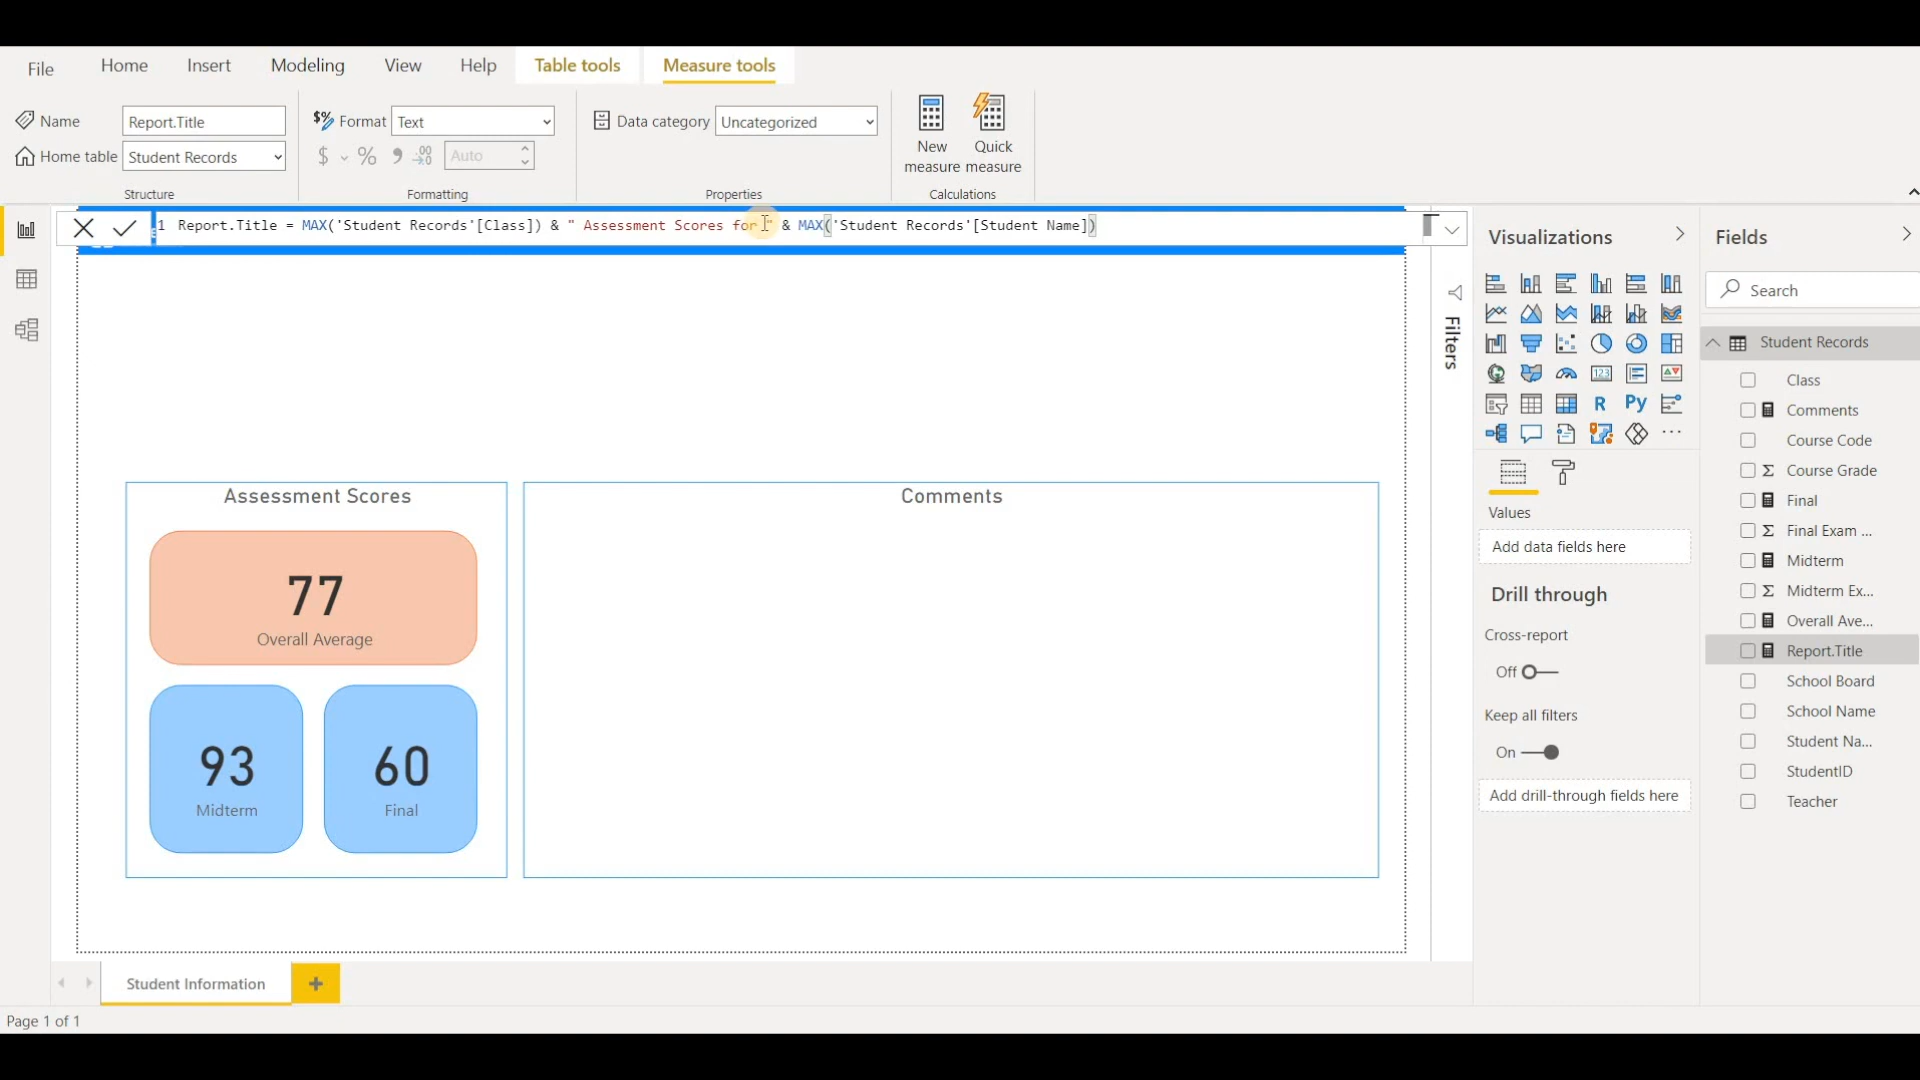 File Home Insert Modeling View Help Table tools Measure tools
Name Report.Title
Home table Student Records
Structure
$% Format Text
$ % 9 .00 Auto
Formatting
Data category Uncategorized
Properties
New measure
Quick measure
Calculations
1 Report.Title = MAX('Student Records'[Class]) & " Assessment Scores for " & MAX('Student Records'[Student Name])
Assessment Scores
77
Overall Average
93
Midterm
60
Final
Comments
Filters
Visualizations
123
R Py
...
Values
Add data fields here
Drill through
Cross-report
Off
Keep all filters
On
Add drill-through fields here
Fields
Search
Student Records
Class
Comments
Course Code
Σ Course Grade
Final
Σ Final Exam ...
Midterm
Σ Midterm Ex...
Overall Ave...
Report.Title
School Board
School Name
Student Na...
StudentID
Teacher
Student Information +
Page 1 of 1